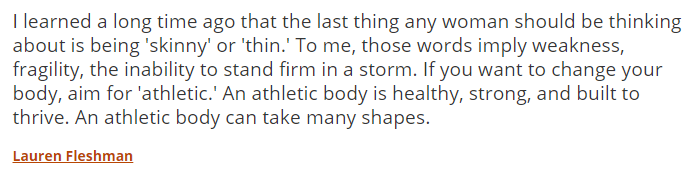 I learned a long time ago that the last thing any woman should be thinking
about is being 'skinny' or 'thin.' To me, those words imply weakness,
fragility, the inability to stand firm in a storm. If you want to change your
body, aim for 'athletic.' An athletic body is healthy, strong, and built to
thrive. An athletic body can take many shapes.
Lauren Fleshman